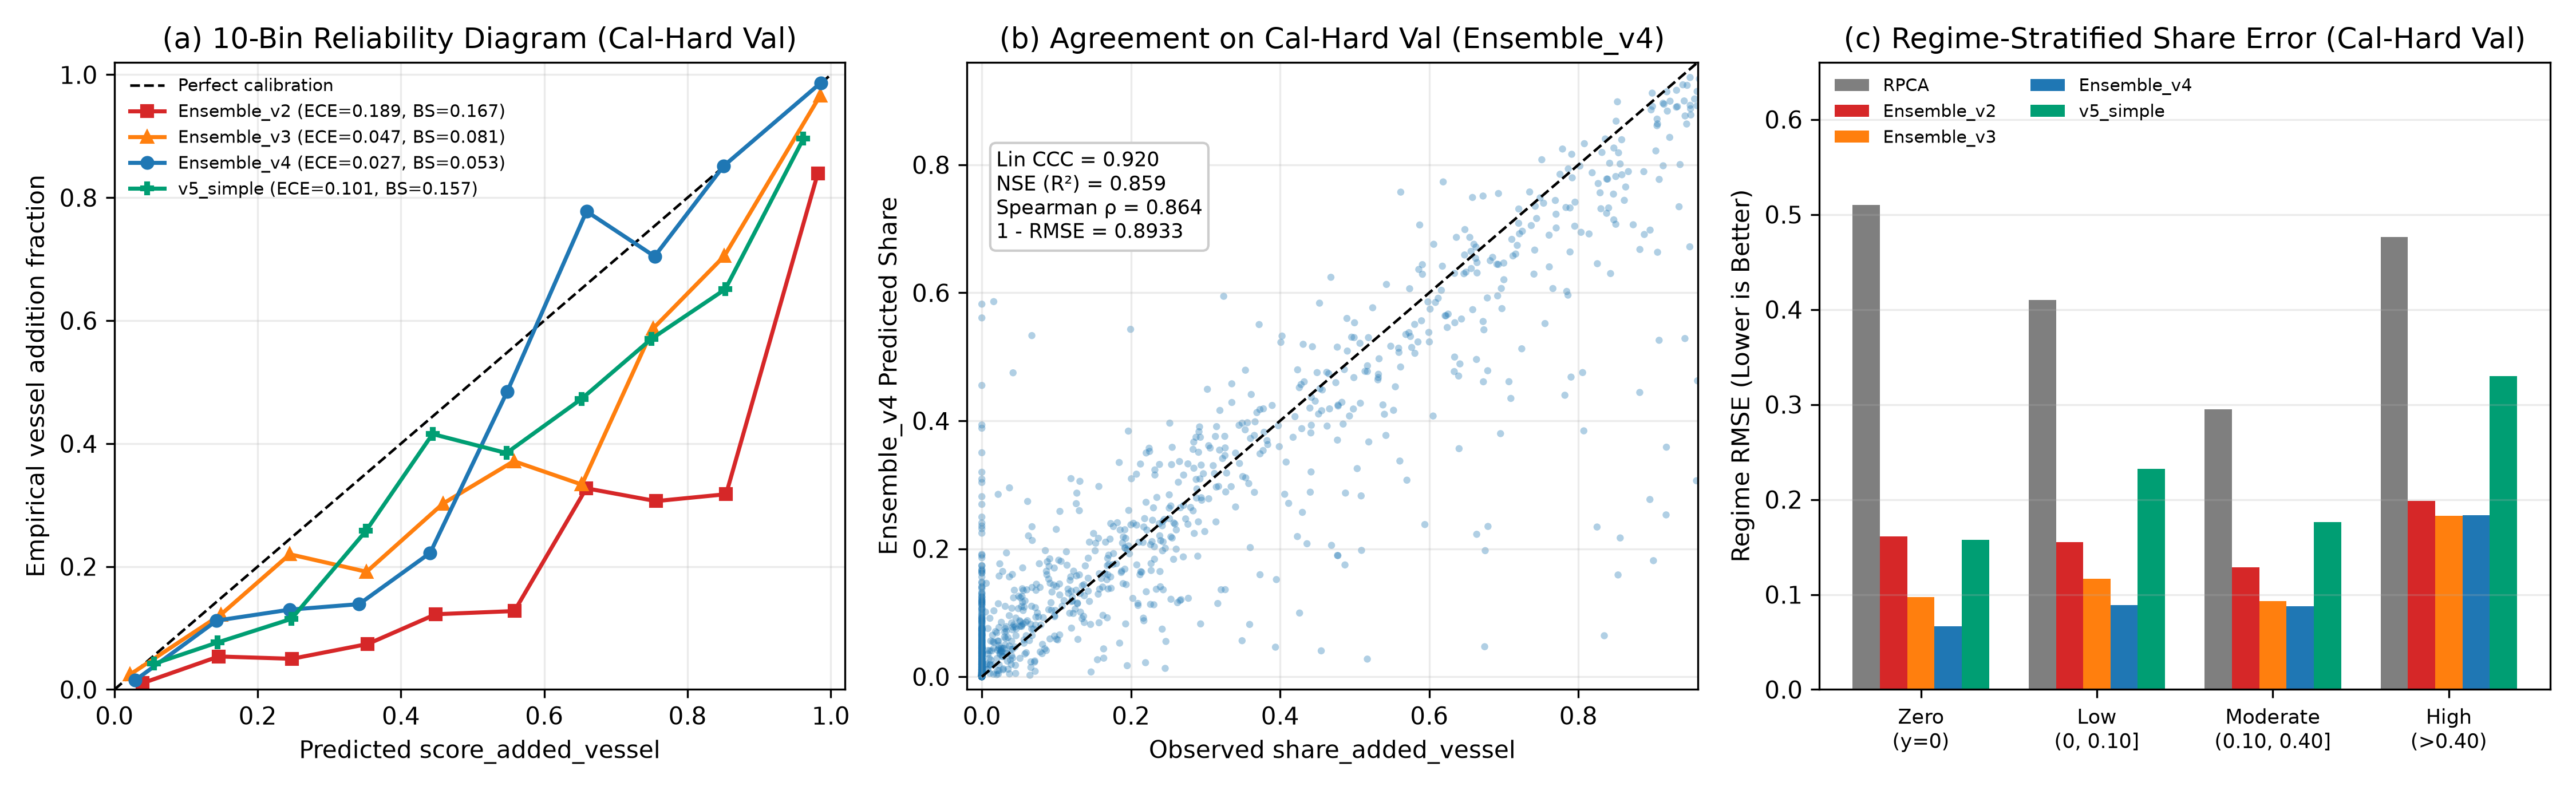 (a) 10-Bin Reliability Diagram (Cal-Hard Val)
Empirical vessel addition fraction
1.0
0.8
0.6
0.4
0.2
0.0
Perfect calibration
Ensemble_v2 (ECE=0.189, BS=0.167)
Ensemble_v3 (ECE=0.047, BS=0.081)
Ensemble_v4 (ECE=0.027, BS=0.053)
v5_simple (ECE=0.101, BS=0.157)
0.0 0.2 0.4 0.6 0.8 1.0
Predicted score_added_vessel
(b) Agreement on Cal-Hard Val (Ensemble_v4)
Ensemble_v4 Predicted Share
0.8
0.6
0.4
0.2
0.0
Lin CCC = 0.920
NSE (R²) = 0.859
Spearman ρ = 0.864
1 - RMSE = 0.8933
0.0 0.2 0.4 0.6 0.8
Observed share_added_vessel
(c) Regime-Stratified Share Error (Cal-Hard Val)
Regime RMSE (Lower is Better)
0.6
0.5
0.4
0.3
0.2
0.1
0.0
RPCA
Ensemble_v2
Ensemble_v3
Ensemble_v4
v5_simple
Zero
(y=0)
Low
(0, 0.10]
Moderate
(0.10, 0.40]
High
(>0.40)